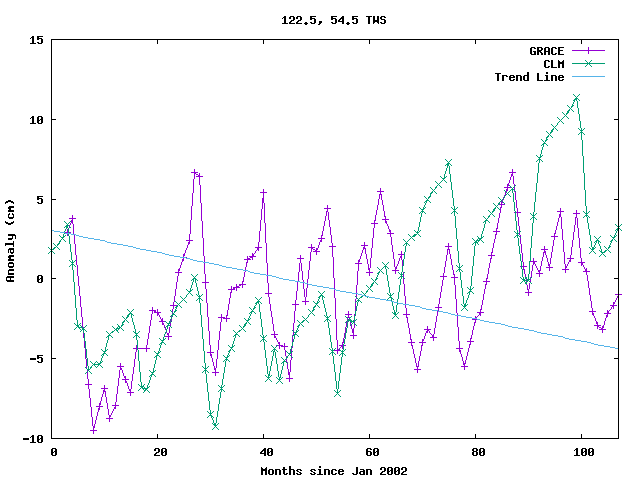 122.5, 54.5 TWS
GRACE
CLM
Trend Line
15
10
5
0
-5
-10
Anomaly (cm)
0 20 40 60 80 100
Months since Jan 2002